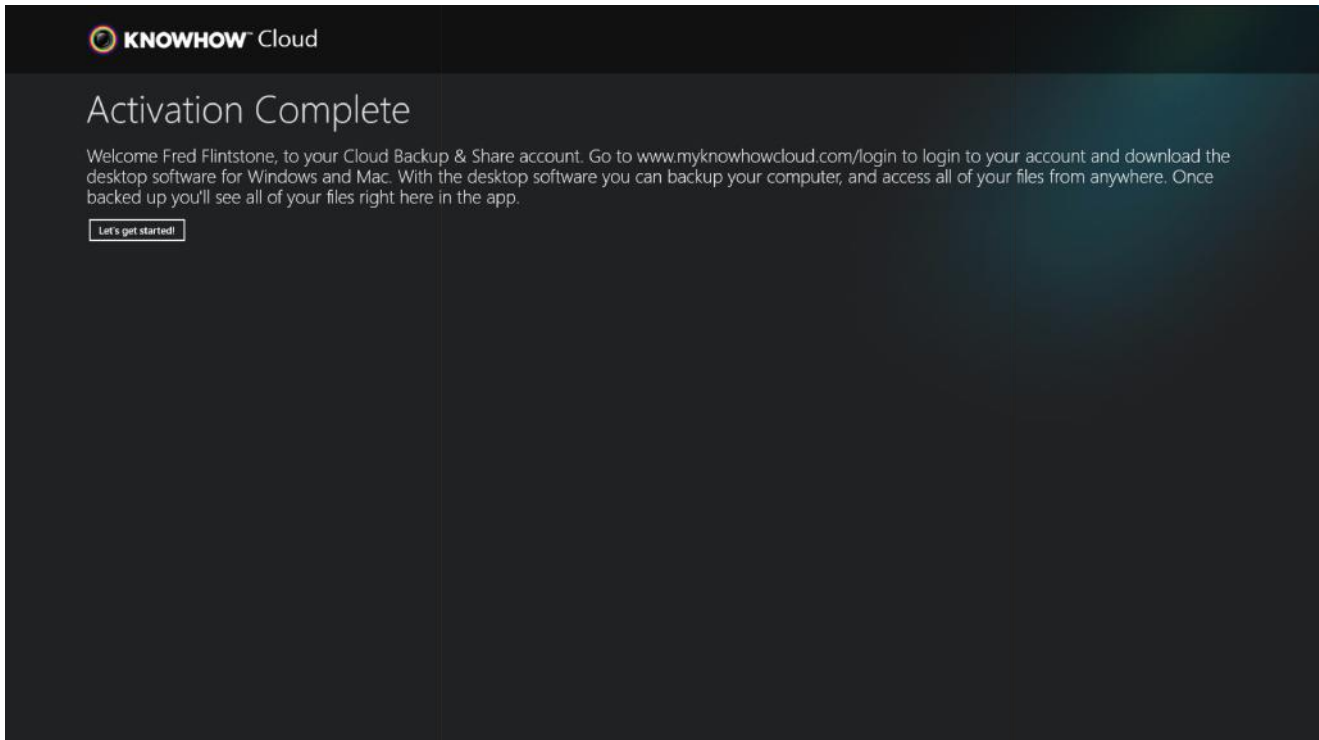 KNOWHOW™ Cloud
Activation Complete
Welcome Fred Flintstone, to your Cloud Backup & Share account. Go to www.myknowhowcloud.com/login to login to your account and download the
desktop software for Windows and Mac. With the desktop software you can backup your computer, and access all of your files from anywhere. Once
backed up you'll see all of your files right here in the app.
Let's get started!